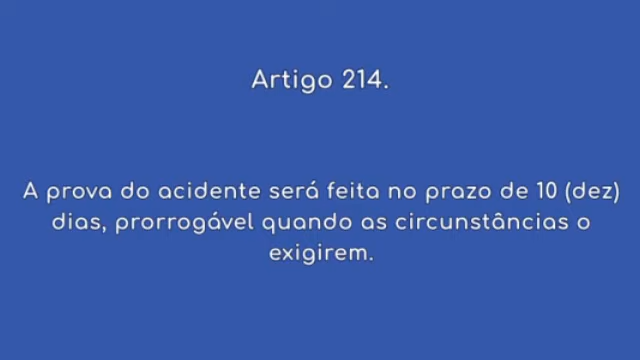 Artigo 214.
A prova do acidente será feita no prazo de 10 (dez)
dias, prorrogável quando as circunstâncias o
exigirem.